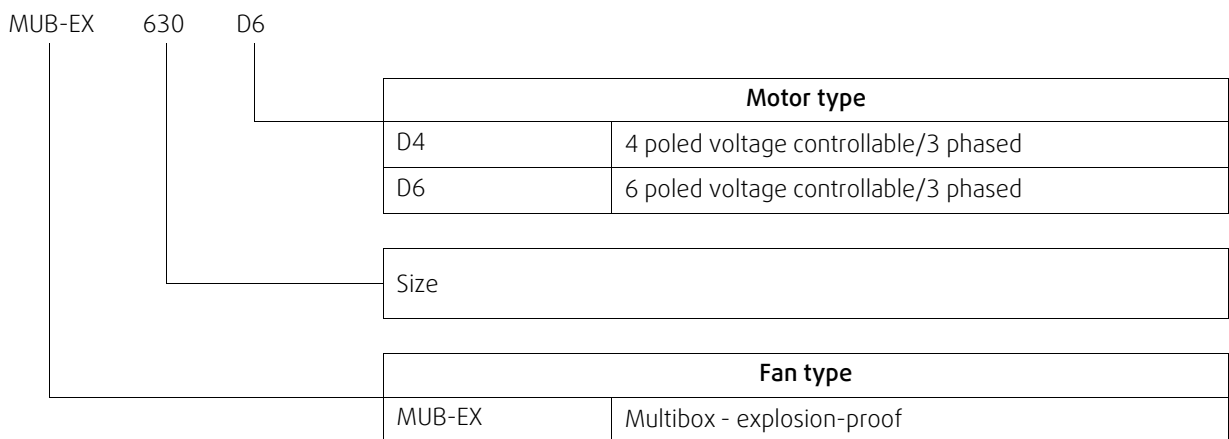 MUB-EX 630 D6
Motor type
D4 4 poled voltage controllable/3 phased
D6 6 poled voltage controllable/3 phased
Size
Fan type
MUB-EX Multibox - explosion-proof